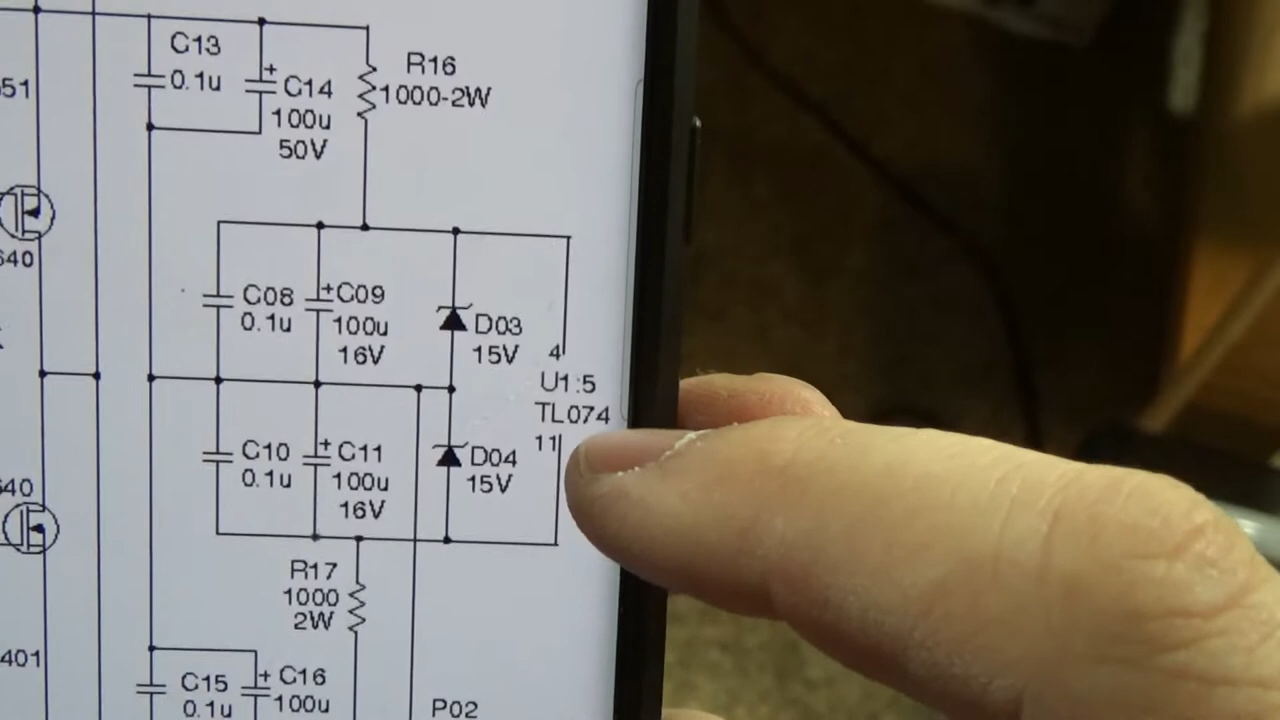 C13
0.1u
+
C14
100u
50V
R16
1000-2W
51
640
C08
0.1u
+
C09
100u
16V
D03
15V
4
U1:5
TL074
11
C10
0.1u
+
C11
100u
16V
D04
15V
640
R17
1000
2W
401
C15
0.1u
+
C16
100u
P02